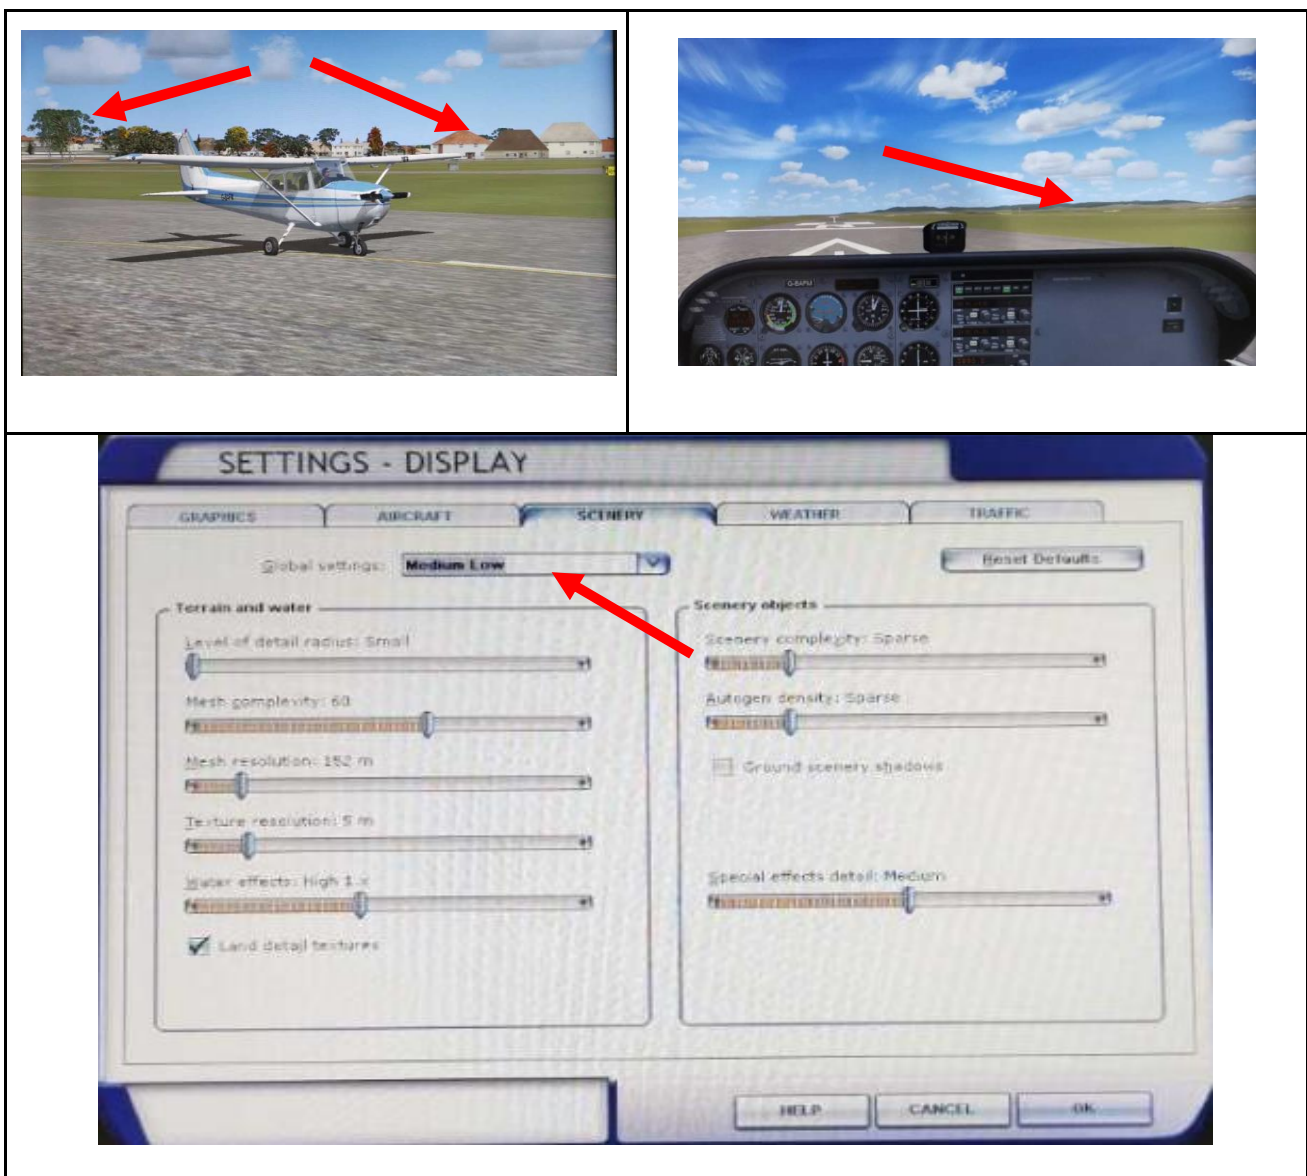 G-BAFM
SETTINGS - DISPLAY
GRAPHICS AIRCRAFT SCENERY WEATHER TRAFFIC
Global settings: Medium Low Reset Defaults
Terrain and water
Level of detail radius: Small
Mesh complexity: 60
Mesh resolution: 152 m
Texture resolution: 5 m
Water effects: High 1.x
Land detail textures
Scenery objects
Scenery complexity: Sparse
Autogen density: Sparse
Ground scenery shadows
Special effects detail: Medium
HELP CANCEL OK